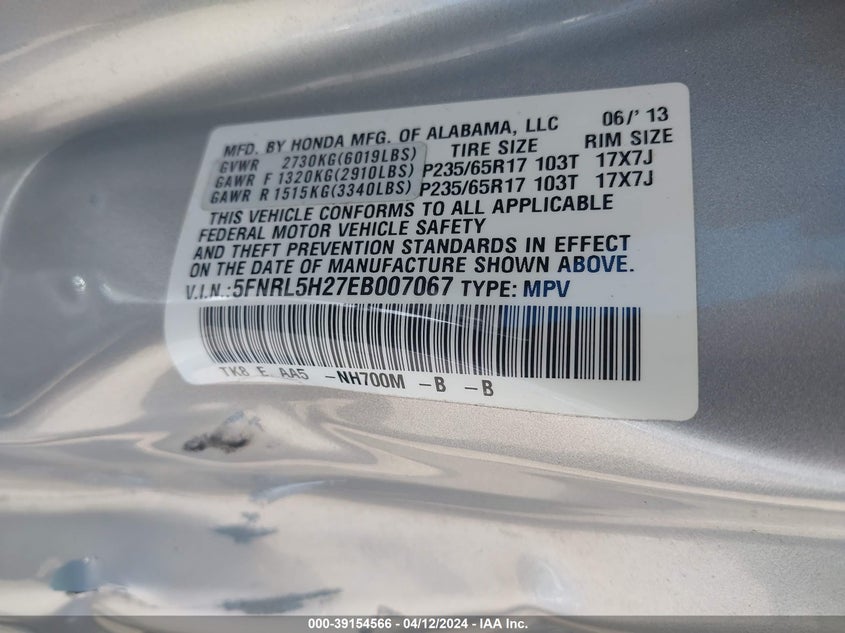 MFD. BY HONDA MFG. OF ALABAMA, LLC 06/'13
GVWR 2730KG(6019LBS) TIRE SIZE RIM SIZE
GAWR F 1320KG(2910LBS) P235/65R17 103T 17X7J
GAWR R 1515KG(3340LBS) P235/65R17 103T 17X7J
THIS VEHICLE CONFORMS TO ALL APPLICABLE
FEDERAL MOTOR VEHICLE SAFETY
AND THEFT PREVENTION STANDARDS IN EFFECT
ON THE DATE OF MANUFACTURE SHOWN ABOVE.
V.I.N.:5FNRL5H27EB007067 TYPE: MPV
TK8 E AA5 -NH700M -B -B
000-39154566 - 04/12/2024 - IAA Inc.